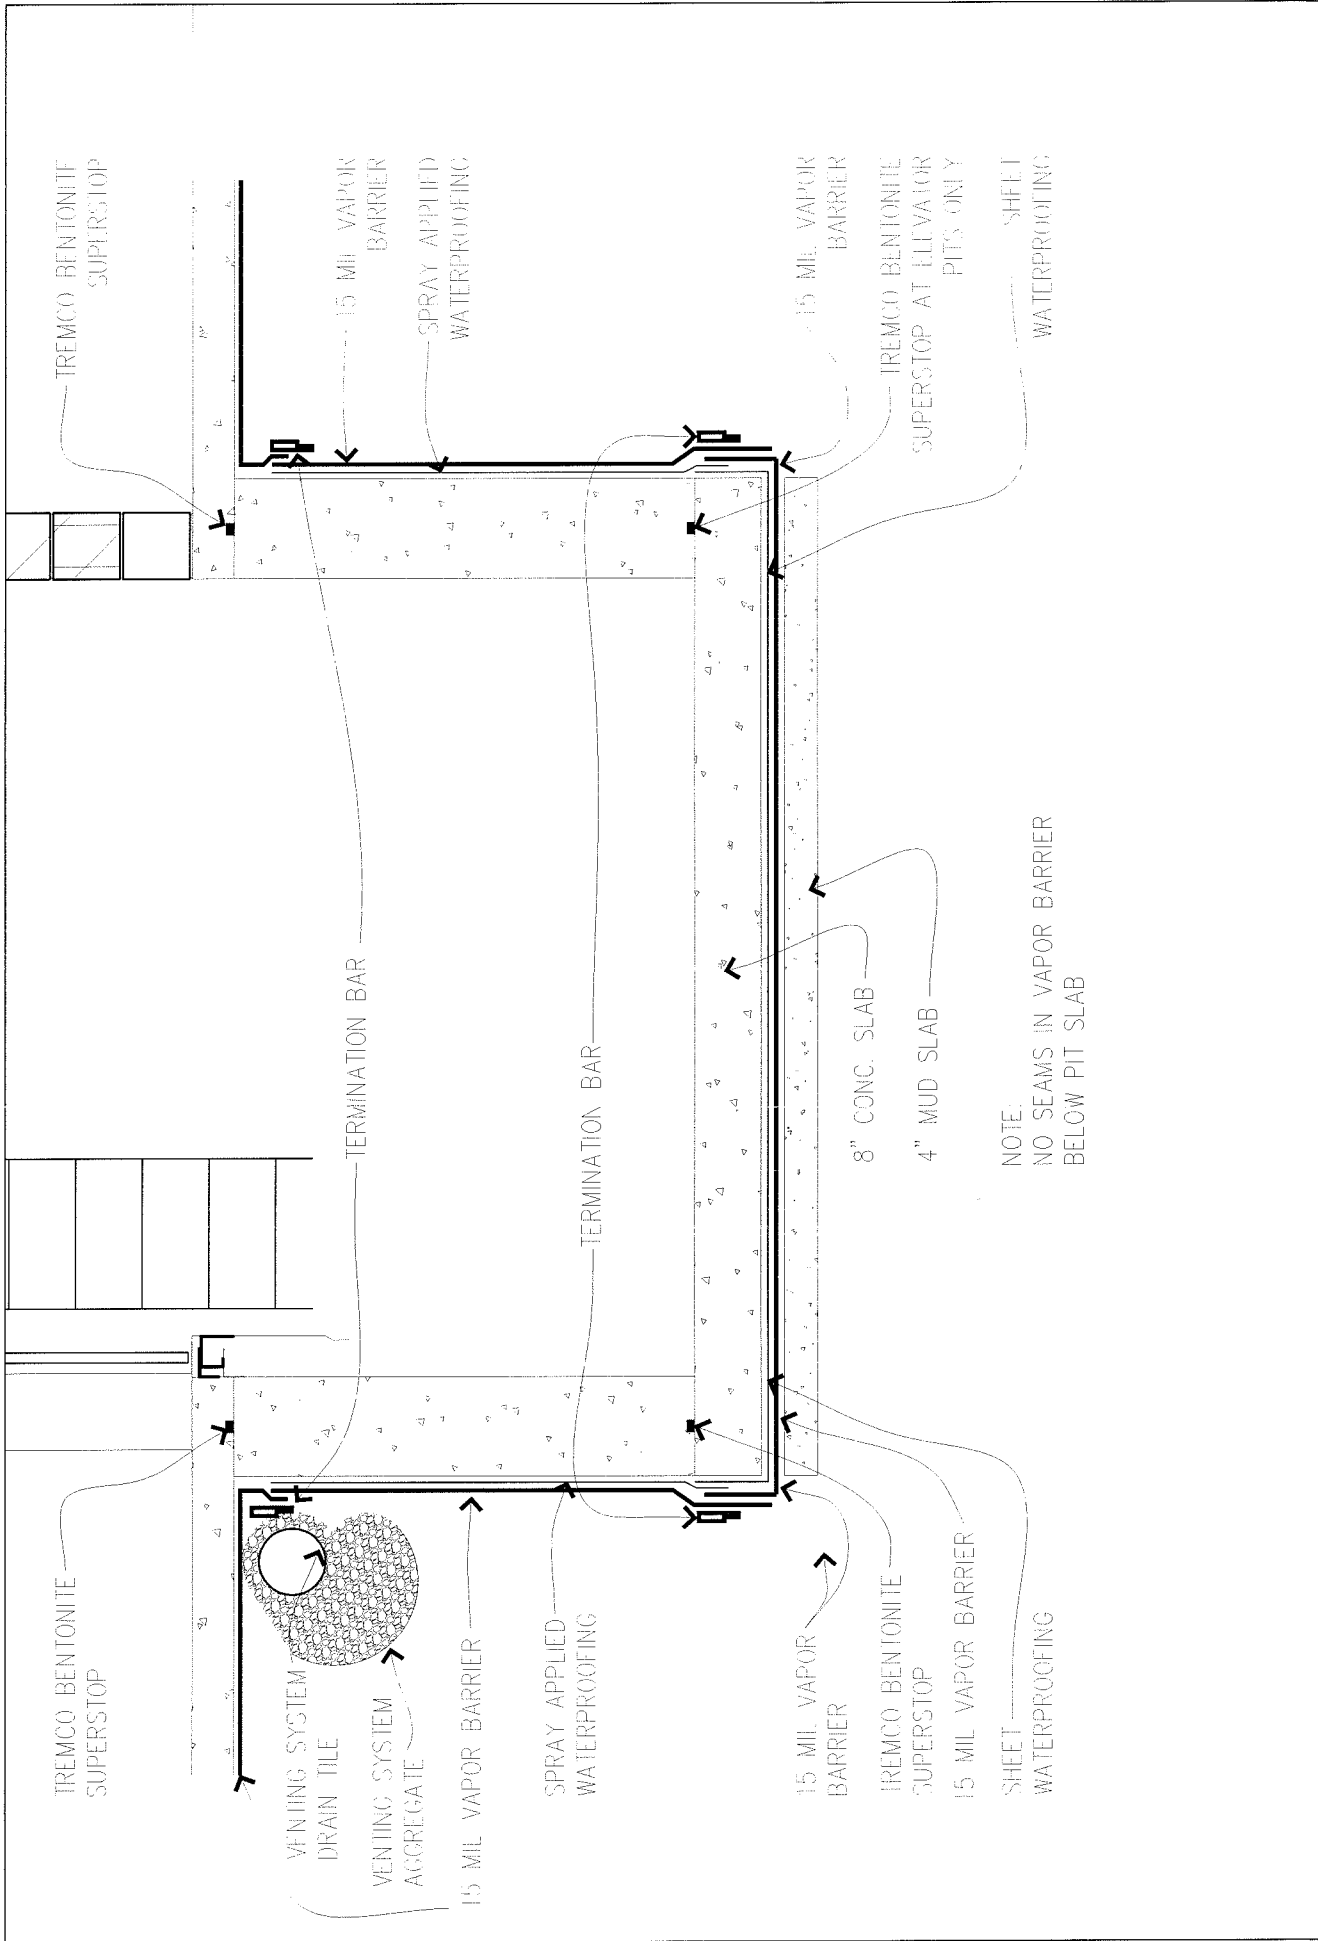 TREMCO BENTONITE
SUPERSTOP
VENTING SYSTEM
DRAN TILE
VENTING SYSTEM
AGGREGATE
15 MIL VAPOR BARRIER
SPRAY APPLIED
WATERPROOFING
15 MIL VAPOR
BARRIER
TREMCO BENTONITE
SUPERSTOP
15 MIL VAPOR BARRIER
SHEET
WATERPROOFING
TERMINATION BAR
TERMINATION BAR
8" CONC. SLAB
4" MUD SLAB
NOTE:
NO SEAMS IN VAPOR BARRIER
BELOW PIT SLAB
TREMCO BENTONITE
SUPERSTOP
15 MIL VAPOR
BARRIER
SPRAY APPLIED
WATERPROOFING
15 MIL VAPOR
BARRIER
TREMCO BENTONITE
SUPERSTOP AT ELEVATOR
PITS ONLY
SHEET
WATERPROOFING